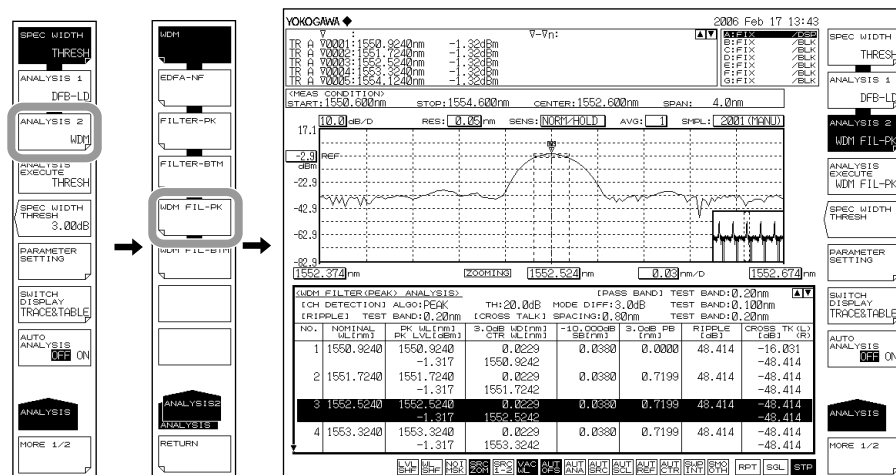 SPEC WIDTH
THRESH
ANALYSIS 1
DFB-LD
ANALYSIS 2
WDM
ANALYSIS
EXECUTE
THRESH
SPEC WIDTH
THRESH
3.00dB
PARAMETER
SETTING
SWITCH
DISPLAY
TRACE&TABLE
AUTO
ANALYSIS
OFF ON
ANALYSIS
MORE 1/2
WDM
EDFA-NF
FILTER-PK
FILTER-BTM
WDM FIL-PK
WDM FIL-BTM
ANALYSIS2
ANALYSIS
RETURN
YOKOGAWA ◆ 2006 Feb 17 13:43
∇ : ∇-∇n:
TR A ∇0001:1550.9240nm -1.32dBm
TR A ∇0002:1551.7240nm -1.32dBm
TR A ∇0003:1552.5240nm -1.32dBm
TR A ∇0004:1553.3240nm -1.32dBm
TR A ∇0005:1554.1240nm -1.32dBm
A:FIX /DSP
B:FIX /BLK
C:FIX /BLK
D:FIX /BLK
E:FIX /BLK
F:FIX /BLK
G:FIX /BLK
<MEAS CONDITION>
START:1550.600nm STOP:1554.600nm CENTER:1552.600nm SPAN: 4.0nm
10.0 dB/D RES: 0.05 nm SENS: NORM/HOLD AVG: 1 SMPL: 2001(MANU)
17.1
-2.9 REF
dBm
-22.9
-42.9
-62.9
-82.9
1552.374 nm ZOOMING 1552.524 nm 0.03 nm/D 1552.674 nm
<WDM FILTER(PEAK) ANALYSIS> [PASS BAND] TEST BAND:0.20nm
[CH DETECTION] ALGO:PEAK TH:20.0dB MODE DIFF:3.0dB TEST BAND:0.100nm
[RIPPLE] TEST BAND:0.20nm [CROSS TALK] SPACING:0.80nm TEST BAND:0.20nm
NO. NOMINAL WL[nm] PK WL[nm] PK LVL[dBm] 3.0dB WD[nm] CTR WL[nm] -10.000dB SB[nm] 3.0dB PB [nm] RIPPLE [dB] CROSS TK(L) [dB] (R)
1 1550.9240 1550.9240 0.0229 0.0380 0.0000 48.414 -16.031
-1.317 1550.9242 -48.414
2 1551.7240 1551.7240 0.0229 0.0380 0.7199 48.414 -48.414
-1.317 1551.7242 -48.414
3 1552.5240 1552.5240 0.0229 0.0380 0.7199 48.414 -48.414
-1.317 1552.5242 -48.414
4 1553.3240 1553.3240 0.0229 0.0380 0.7199 48.414 -48.414
-1.317 1553.3242 -48.414
RPT SGL STP
SPEC WIDTH
THRESH
ANALYSIS 1
DFB-LD
ANALYSIS 2
WDM FIL-PK
ANALYSIS
EXECUTE
WDM FIL-PK
SPEC WIDTH
THRESH
PARAMETER
SETTING
SWITCH
DISPLAY
TRACE&TABLE
AUTO
ANALYSIS
OFF ON
ANALYSIS
MORE 1/2